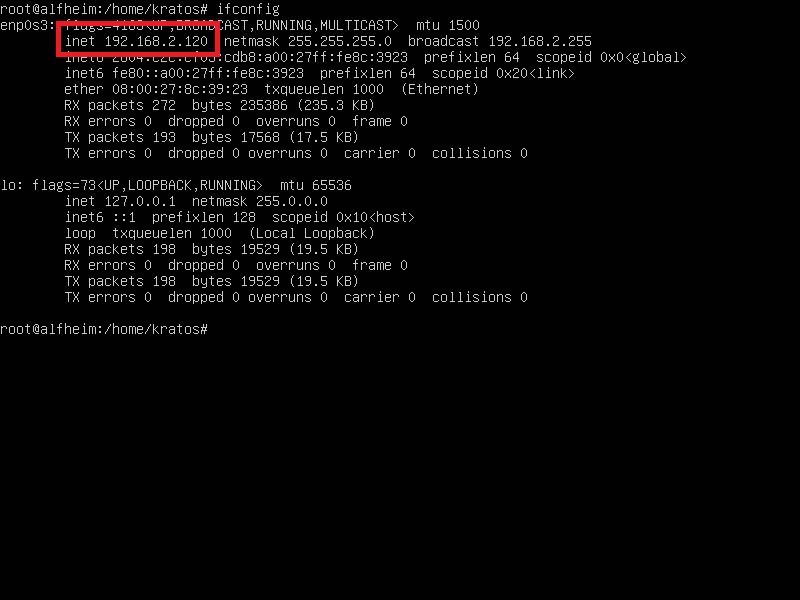 root@alfheim:/home/kratos# ifconfig
enp0s3: flags=4163<UP,BROADCAST,RUNNING,MULTICAST>  mtu 1500
inet 192.168.2.120  netmask 255.255.255.0  broadcast 192.168.2.255
prefixlen 64  scopeid 0x0<global>
inet6 fe80::a00:27ff:fe8c:3923  prefixlen 64  scopeid 0x20<link>
ether 08:00:27:8c:39:23  txqueuelen 1000  (Ethernet)
RX packets 272  bytes 235386 (235.3 KB)
RX errors 0  dropped 0  overruns 0  frame 0
TX packets 193  bytes 17568 (17.5 KB)
TX errors 0  dropped 0 overruns 0  carrier 0  collisions 0
lo: flags=73<UP,LOOPBACK,RUNNING>  mtu 65536
inet 127.0.0.1  netmask 255.0.0.0
inet6 ::1  prefixlen 128  scopeid 0x10<host>
loop  txqueuelen 1000  (Local Loopback)
RX packets 198  bytes 19529 (19.5 KB)
RX errors 0  dropped 0  overruns 0  frame 0
TX packets 198  bytes 19529 (19.5 KB)
TX errors 0  dropped 0 overruns 0  carrier 0  collisions 0
root@alfheim:/home/kratos#